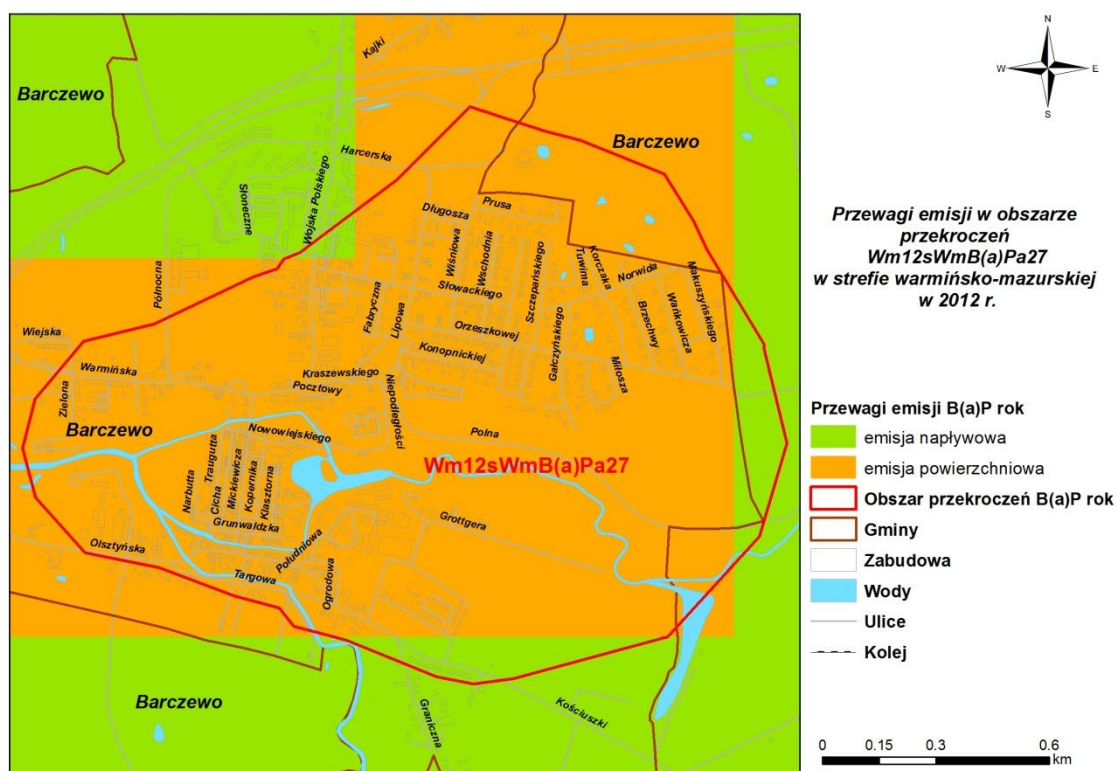 Kajki
N
W
E
S
Barczewo
Barczewo
Harcerska
Słoneczne
Wojska Polskiego
Długosza
Prusa
Wiśniowa
Wschodnia
Szczepańskiego
Tuwima
Korczaka
Norwida
Makuszyńskiego
Północna
Fabryczna
Lipowa
Słowackiego
Orzeszkowej
Konopnickiej
Gałczyńskiego
Brzechwy
Wańkowicza
Miłosza
Wiejska
Warmińska
Zielona
Kraszewskiego
Pocztowy
Niepodległości
Barczewo
Nowowiejskiego
Polna
Wm12sWmB(a)Pa27
Narbutta
Traugutta
Cicha
Mickiewicza
Kopernika
Klasztorna
Grunwaldzka
Grottgera
Olsztyńska
Południowa
Targowa
Ogrodowa
Barczewo
Graniczna
Kościuszki
Przewagi emisji w obszarze
przekroczeń
Wm12sWmB(a)Pa27
w strefie warmińsko-mazurskiej
w 2012 r.
Przewagi emisji B(a)P rok
emisja napływowa
emisja powierzchniowa
Obszar przekroczeń B(a)P rok
Gminy
Zabudowa
Wody
Ulice
Kolej
0 0.15 0.3 0.6
km